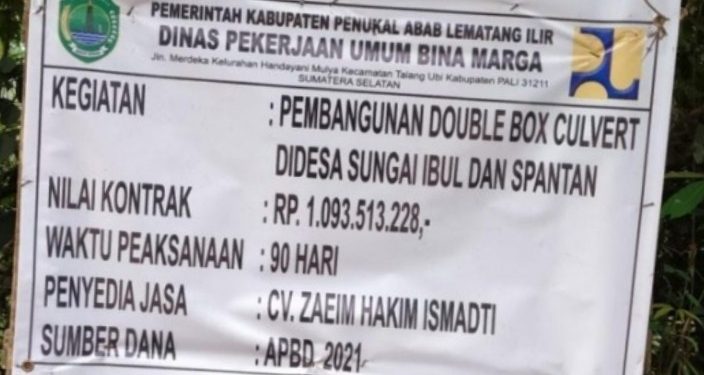 PEMERINTAH KABUPATEN PENUKAL ABAB LEMATANG ILIR
DINAS PEKERJAAN UMUM BINA MARGA
Jln. Merdeka Kelurahan Handayani Mulya Kecamatan Talang Ubi Kabupaten PALI 31211
SUMATERA SELATAN
KEGIATAN : PEMBANGUNAN DOUBLE BOX CULVERT
DIDESA SUNGAI IBUL DAN SPANTAN
NILAI KONTRAK : RP. 1.093.513.228,-
WAKTU PEAKSANAAN : 90 HARI
PENYEDIA JASA : CV. ZAEIM HAKIM ISMADTI
SUMBER DANA : APBD 2021